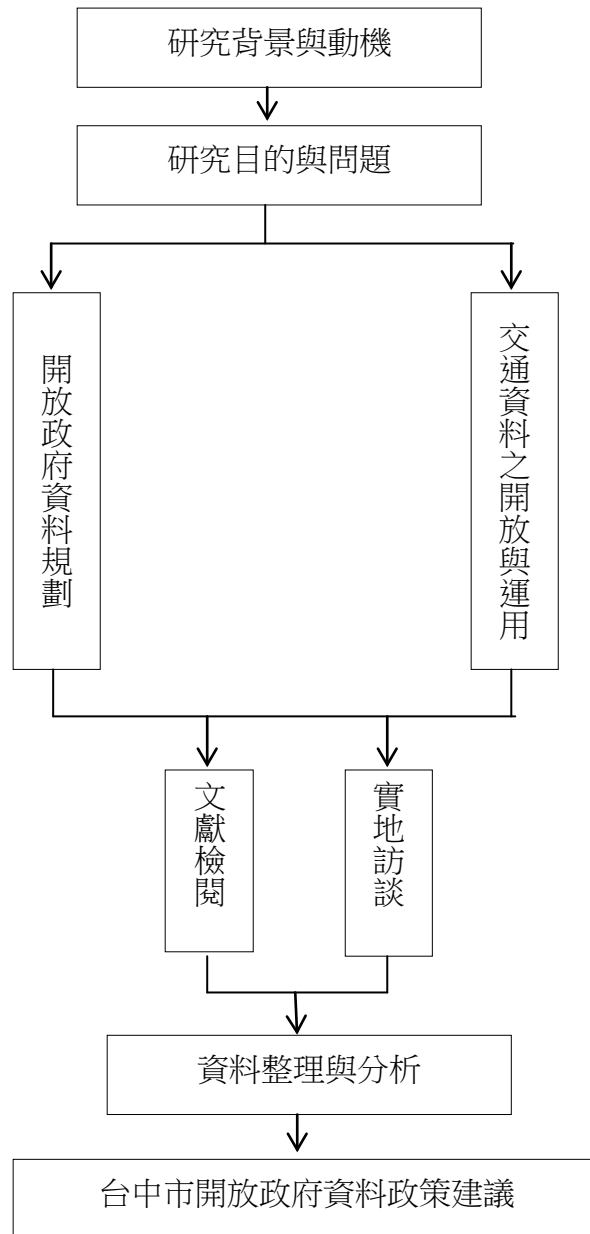 研究背景與動機
研究目的與問題
開放政府資料規劃
交通資料之開放與運用
文獻檢閱
實地訪談
資料整理與分析
台中市開放政府資料政策建議